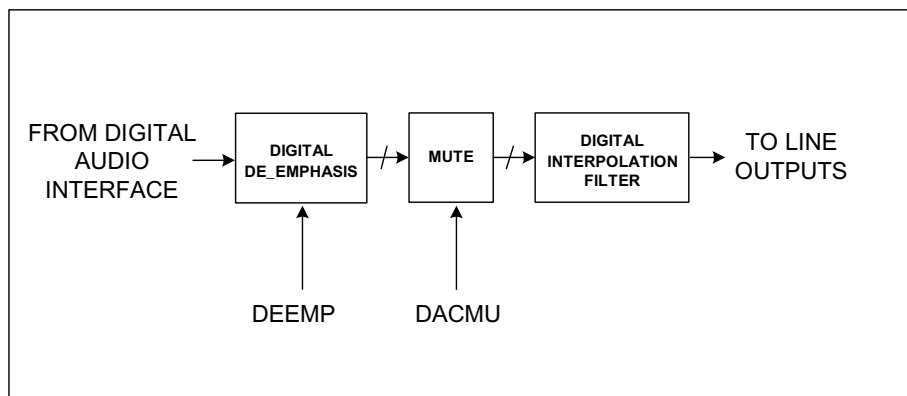 FROM DIGITAL
AUDIO
INTERFACE
DIGITAL
DE_EMPHASIS
MUTE
DIGITAL
INTERPOLATION
FILTER
TO LINE
OUTPUTS
DEEMP
DACMU